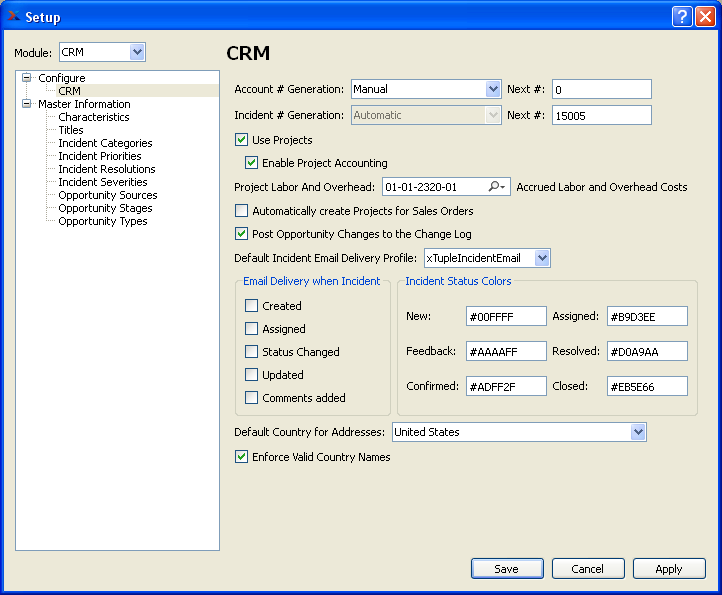 Setup
Module: CRM
CRM
Configure
CRM
Master Information
Characteristics
Titles
Incident Categories
Incident Priorities
Incident Resolutions
Incident Severities
Opportunity Sources
Opportunity Stages
Opportunity Types
Account # Generation: Manual Next #: 0
Incident # Generation: Automatic Next #: 15005
Use Projects
Enable Project Accounting
Project Labor And Overhead: 01-01-2320-01 Accrued Labor and Overhead Costs
Automatically create Projects for Sales Orders
Post Opportunity Changes to the Change Log
Default Incident Email Delivery Profile: xTupleIncidentEmail
Email Delivery when Incident
Created
Assigned
Status Changed
Updated
Comments added
Incident Status Colors
New: #00FFFF Assigned: #B9D3EE
Feedback: #AAAAFF Resolved: #D0A9AA
Confirmed: #ADFF2F Closed: #EB5E66
Default Country for Addresses: United States
Enforce Valid Country Names
Save Cancel Apply